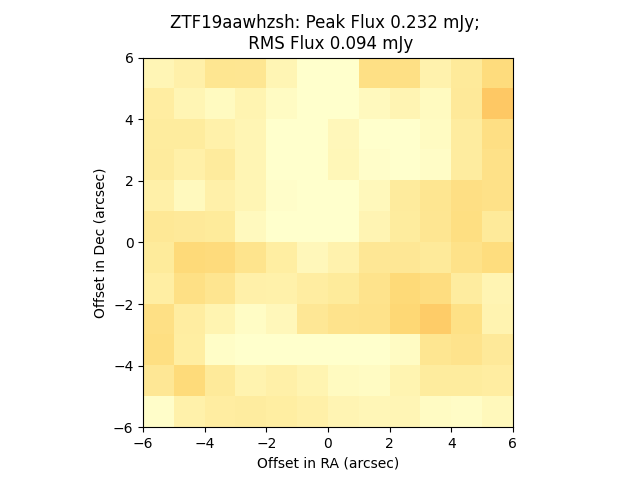 ZTF19aawhzsh: Peak Flux 0.232 mJy;
RMS Flux 0.094 mJy
6
4
2
0
−2
−4
−6
Offset in Dec (arcsec)
−6 −4 −2 0 2 4 6
Offset in RA (arcsec)